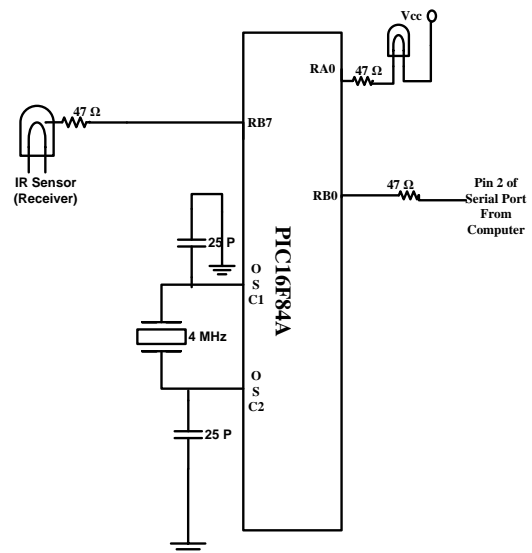 Vcc
RA0
47 Ω
47 Ω
RB7
IR Sensor
(Receiver)
RB0
47 Ω
Pin 2 of
Serial Port
From
Computer
25 P
PIC16F84A
O
S
C1
4 MHz
O
S
C2
25 P